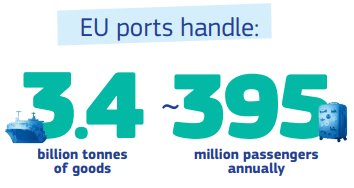 EU ports handle:
3.4
billion tonnes
of goods
~395
million passengers
annually